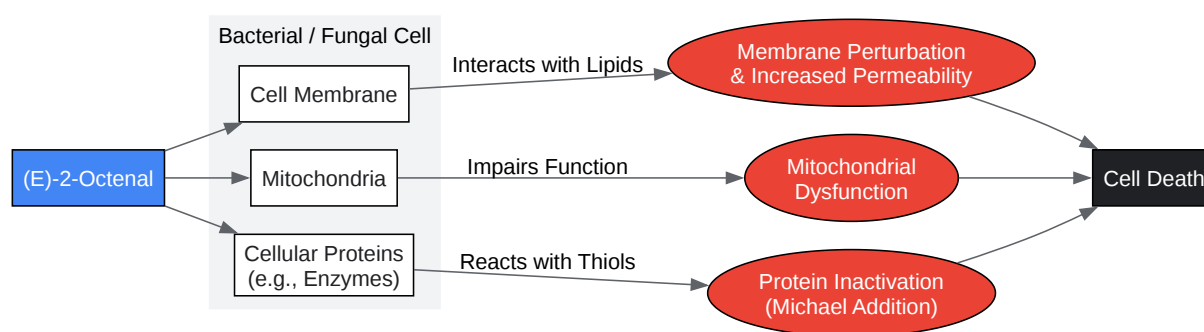 Bacterial / Fungal Cell
(E)-2-Octenal
Cell Membrane
Interacts with Lipids
Membrane Perturbation
& Increased Permeability
Mitochondria
Impairs Function
Mitochondrial
Dysfunction
Cell Death
Cellular Proteins
(e.g., Enzymes)
Reacts with Thiols
Protein Inactivation
(Michael Addition)